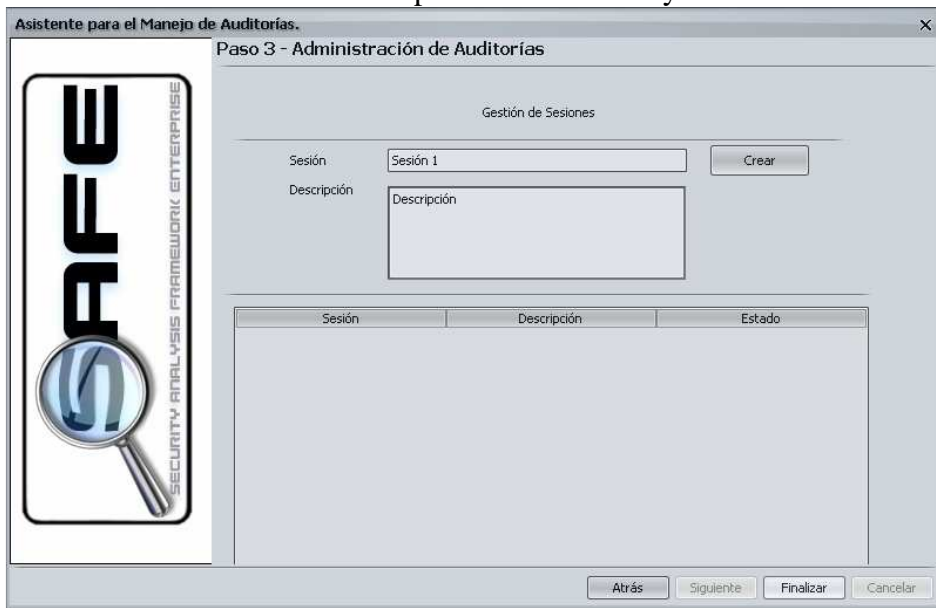 Asistente para el Manejo de Auditorías.
Paso 3 - Administración de Auditorías
SAFE
SECURITY ANALYSIS FRAMEWORK ENTERPRISE
Gestión de Sesiones
Sesión
Sesión 1
Crear
Descripción
Descripción
Sesión Descripción Estado
Atrás Siguiente Finalizar Cancelar